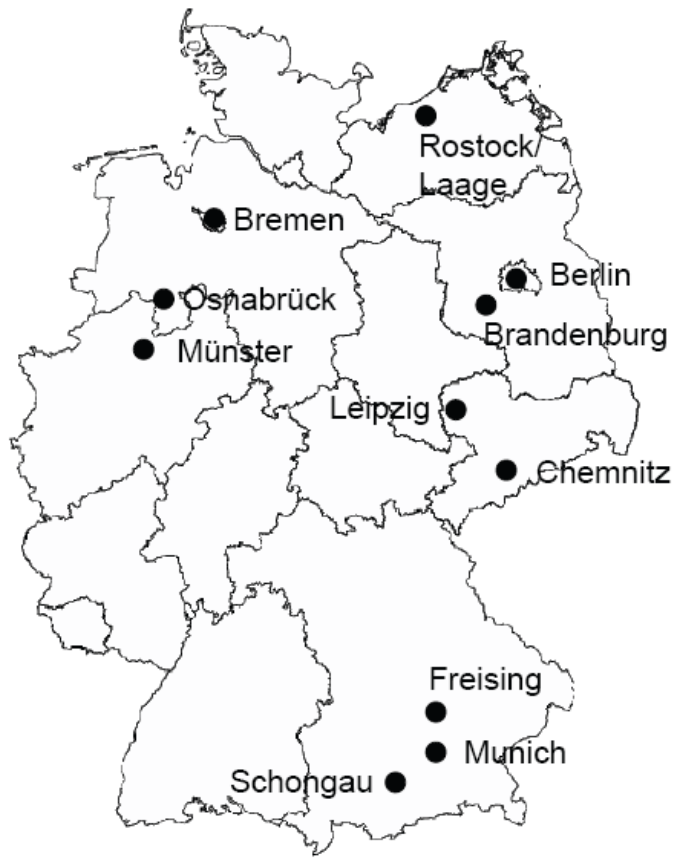 Rostock/
Laage
Bremen
Berlin
Osnabrück
Brandenburg
Münster
Leipzig
Chemnitz
Freising
Munich
Schongau